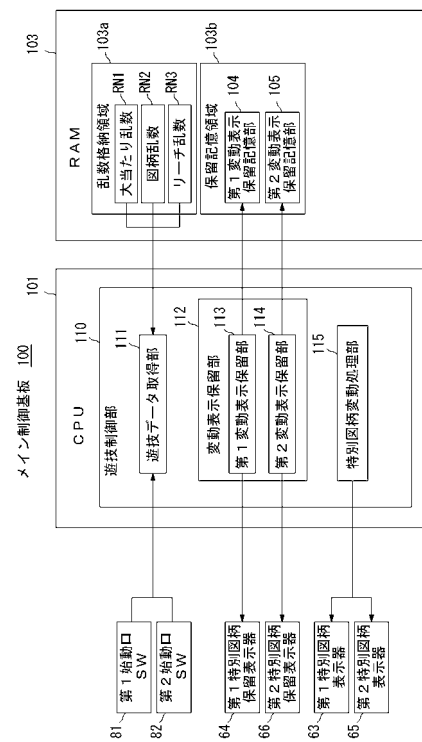 メイン制御基板 100
81
第1始動口
SW
82
第2始動口
SW
64
第1特別図柄
保留表示器
66
第2特別図柄
保留表示器
63
第1特別図柄
表示器
65
第2特別図柄
表示器
101
CPU
110
遊技制御部
111
遊技データ取得部
112
変動表示保留部
113
第1変動表示保留部
114
第2変動表示保留部
115
特別図柄変動処理部
103
RAM
103a
乱数格納領域
RN1
大当たり乱数
RN2
図柄乱数
RN3
リーチ乱数
103b
保留記憶領域
104
第1変動表示
保留記憶部
105
第2変動表示
保留記憶部